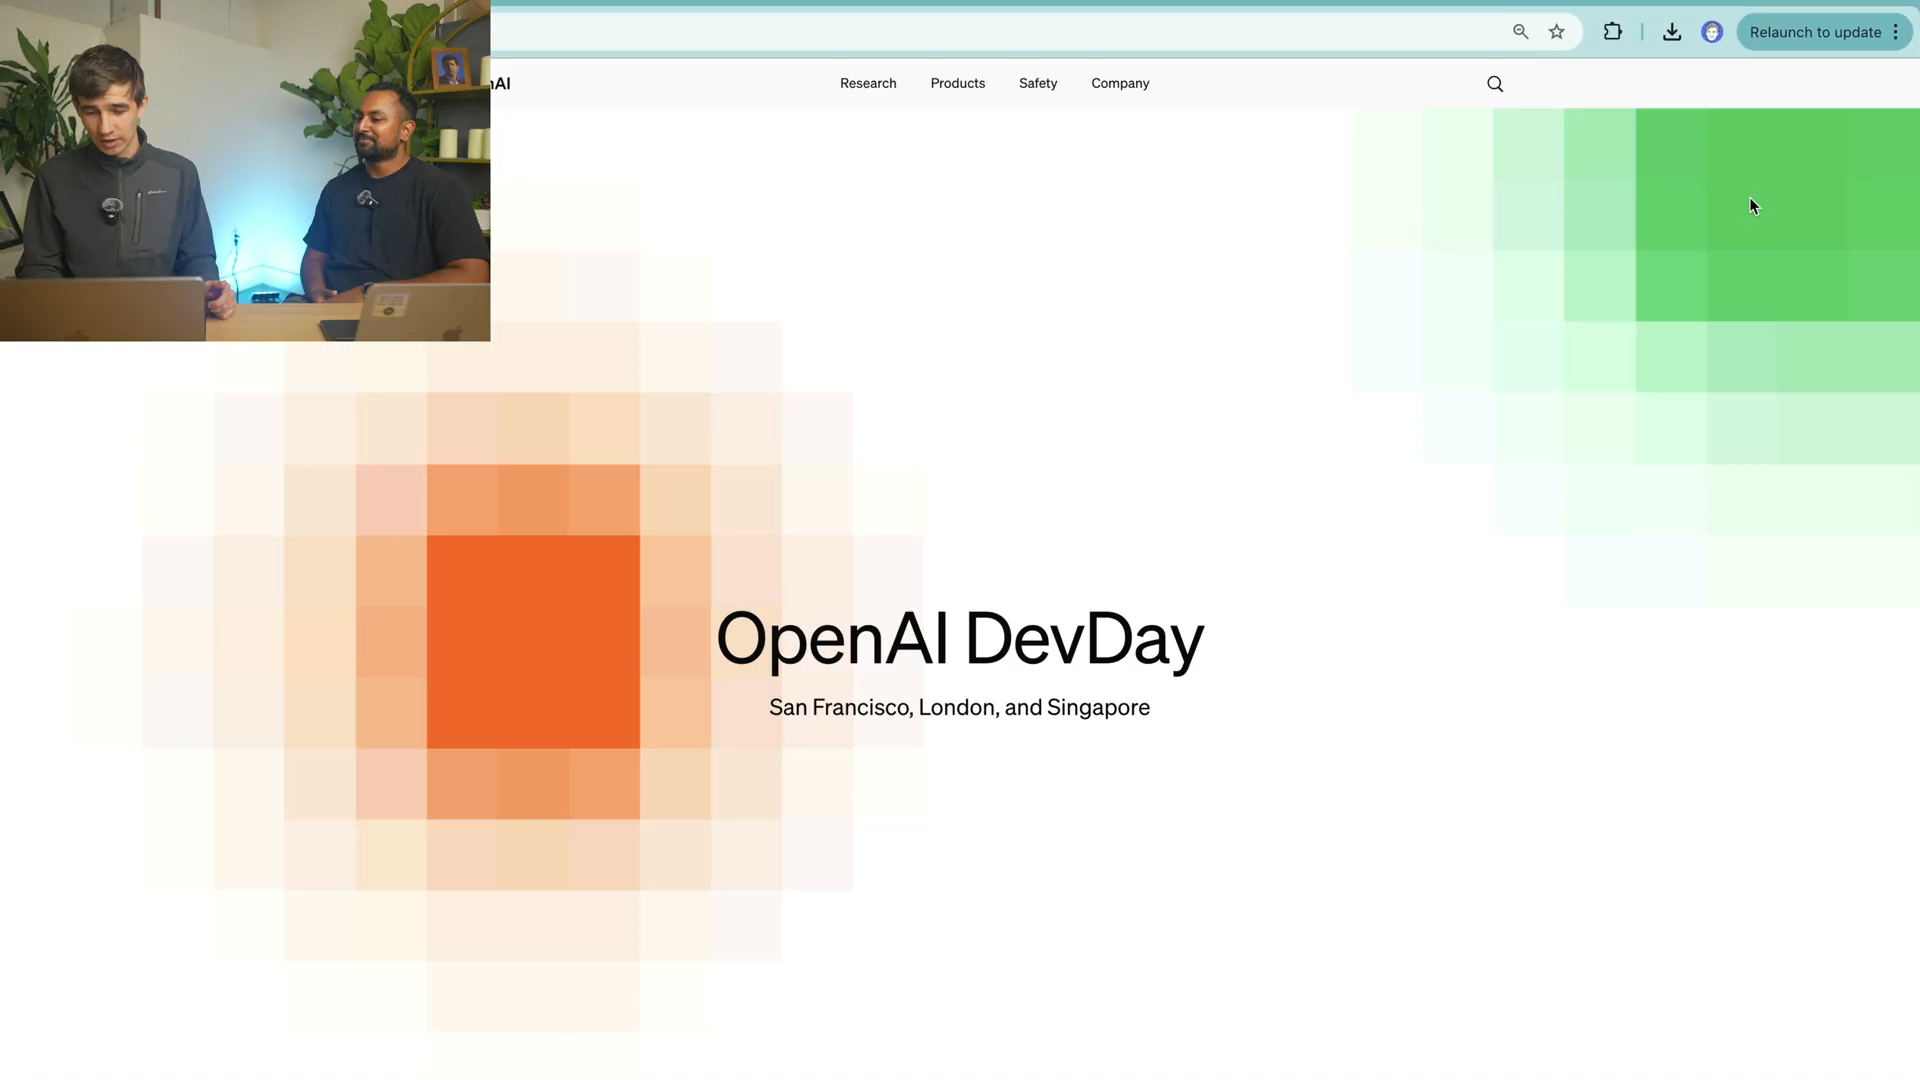 Relaunch to update
nAI
Research Products Safety Company
OpenAI DevDay
San Francisco, London, and Singapore